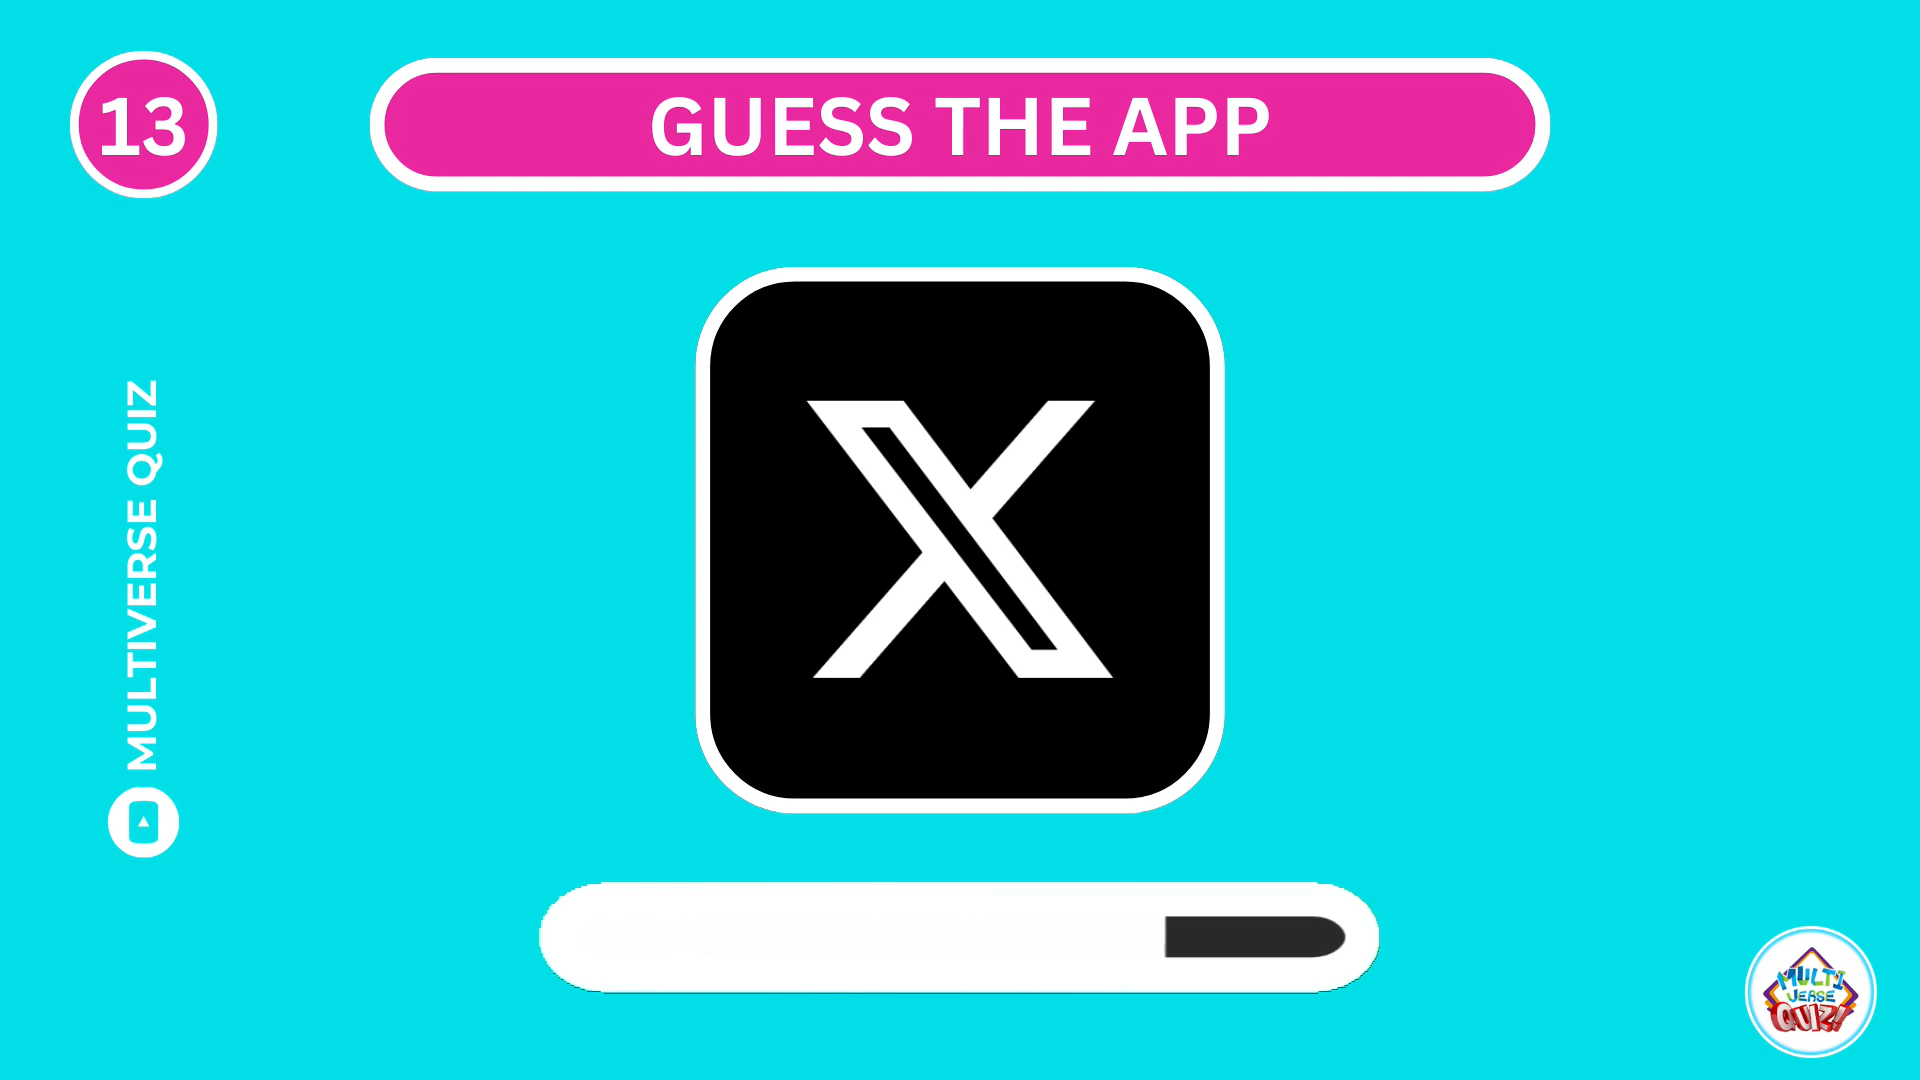 13
GUESS THE APP
X
MULTIVERSE QUIZ
MULTI
VERSE
QUIZ!